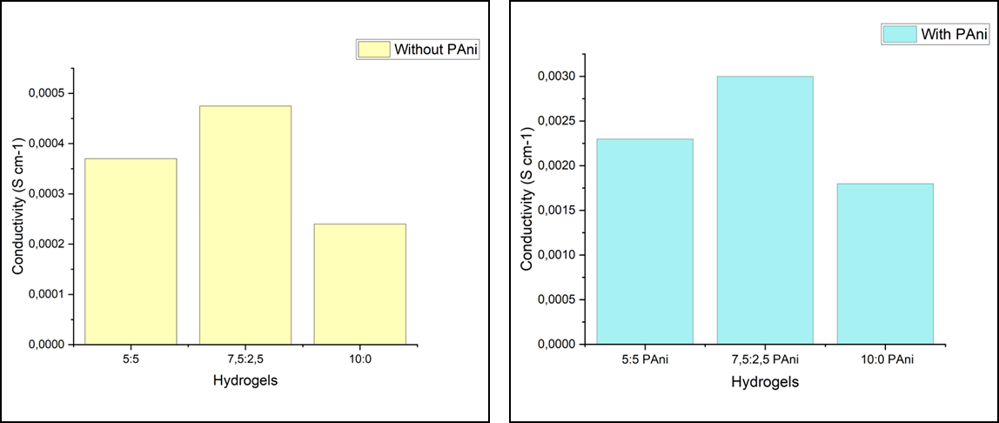 Without PAni
Conductivity (S cm-1)
0,0005
0,0004
0,0003
0,0002
0,0001
0,0000
5:5
7,5:2,5
10:0
Hydrogels
With PAni
Conductivity (S cm-1)
0,0030
0,0025
0,0020
0,0015
0,0010
0,0005
0,0000
5:5 PAni
7,5:2,5 PAni
10:0 PAni
Hydrogels